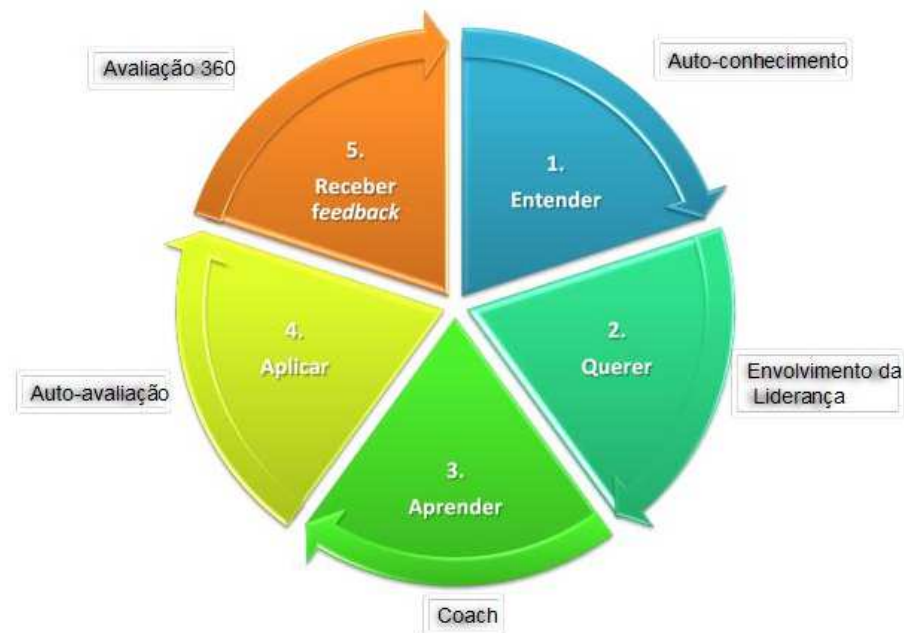 Avaliação 360
Auto-conhecimento
5.
Receber
feedback
1.
Entender
4.
Aplicar
2.
Querer
Auto-avaliação
Envolvimento da
Liderança
3.
Aprender
Coach